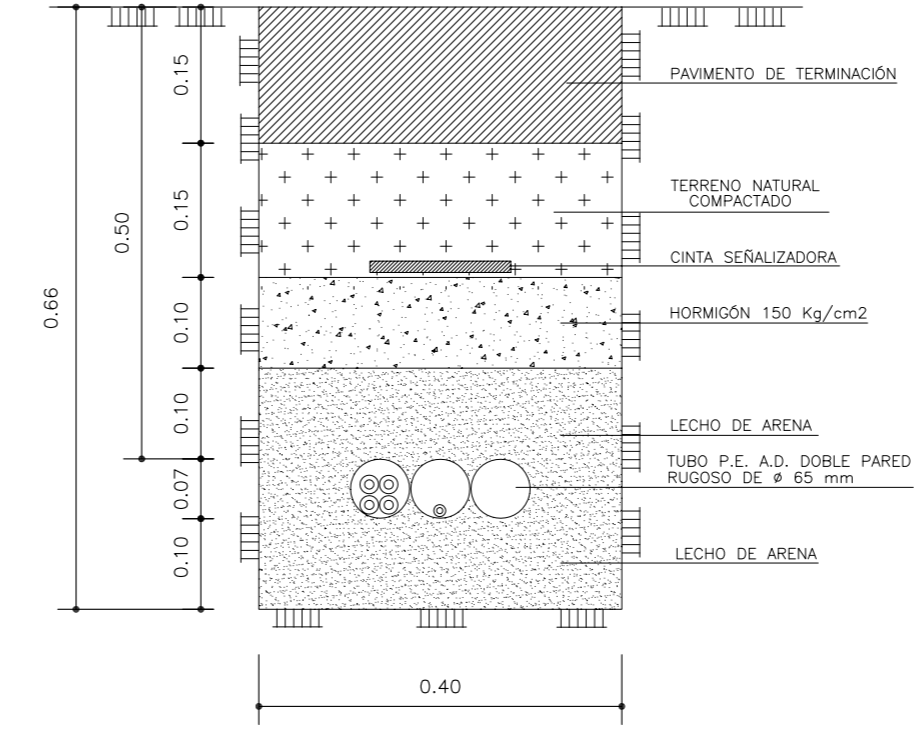 0.15
PAVIMENTO DE TERMINACIÓN
0.66
0.50
0.15
TERRENO NATURAL
COMPACTADO
CINTA SEÑALIZADORA
0.10
HORMIGÓN 150 Kg/cm2
0.10
LECHO DE ARENA
0.07
TUBO P.E. A.D. DOBLE PARED
RUGOSO DE ø 65 mm
0.10
LECHO DE ARENA
0.40